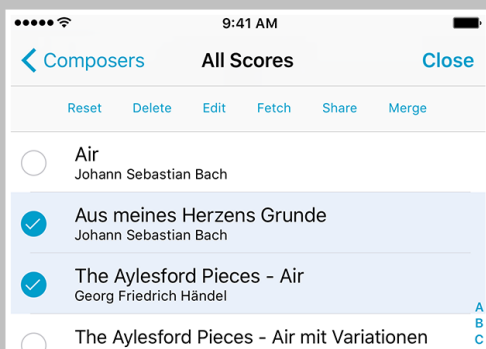 9:41 AM
Composers All Scores Close
Reset Delete Edit Fetch Share Merge
Air
Johann Sebastian Bach
Aus meines Herzens Grunde
Johann Sebastian Bach
The Aylesford Pieces - Air
Georg Friedrich Händel
The Aylesford Pieces - Air mit Variationen
A
B
C